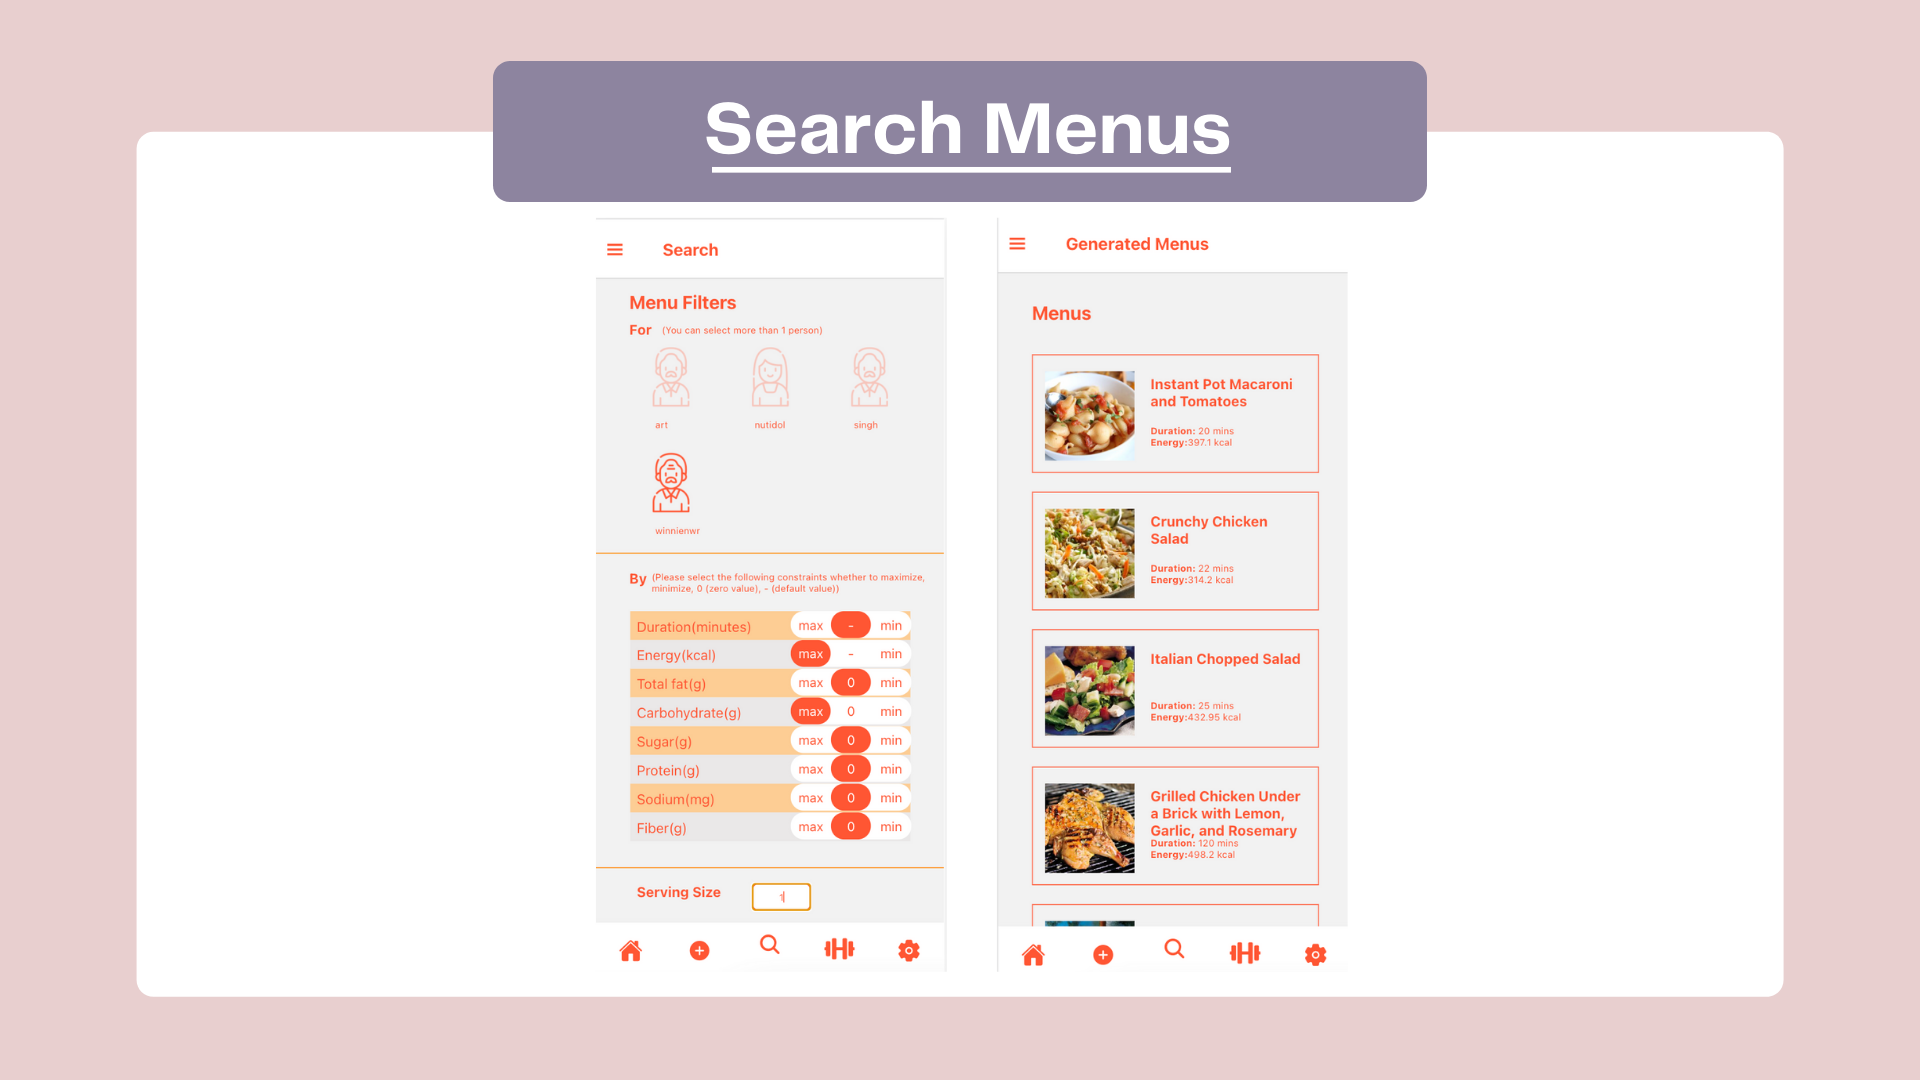 Search Menus
Search
Menu Filters
For (You can select more than 1 person)
art nutidol singh
winnienwr
By (Please select the following constraints whether to maximize,
minimize, 0 (zero value), - (default value))
Duration(minutes) max - min
Energy(kcal) max - min
Total fat(g) max 0 min
Carbohydrate(g) max 0 min
Sugar(g) max 0 min
Protein(g) max 0 min
Sodium(mg) max 0 min
Fiber(g) max 0 min
Serving Size 1
Generated Menus
Menus
Instant Pot Macaroni
and Tomatoes
Duration: 20 mins
Energy:397.1 kcal
Crunchy Chicken
Salad
Duration: 22 mins
Energy:314.2 kcal
Italian Chopped Salad
Duration: 25 mins
Energy:432.95 kcal
Grilled Chicken Under
a Brick with Lemon,
Garlic, and Rosemary
Duration: 120 mins
Energy:498.2 kcal